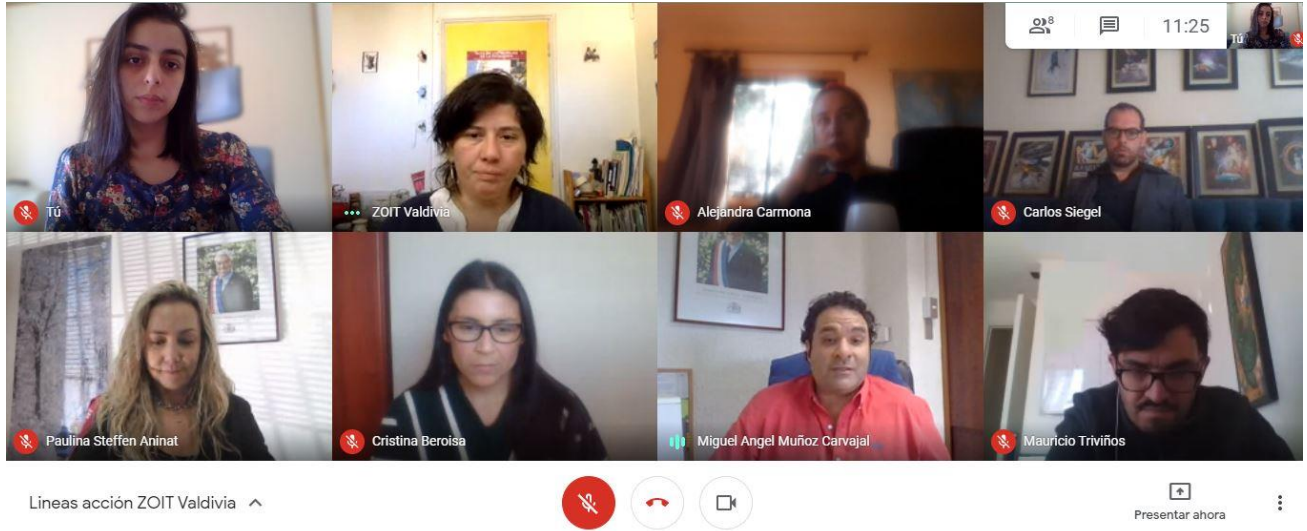 8
11:25
Tú
Tú
ZOIT Valdivia
Alejandra Carmona
Carlos Siegel
Paulina Steffen Aninat
Cristina Beroisa
Miguel Angel Muñoz Carvajal
Mauricio Triviños
Lineas acción ZOIT Valdivia
Presentar ahora